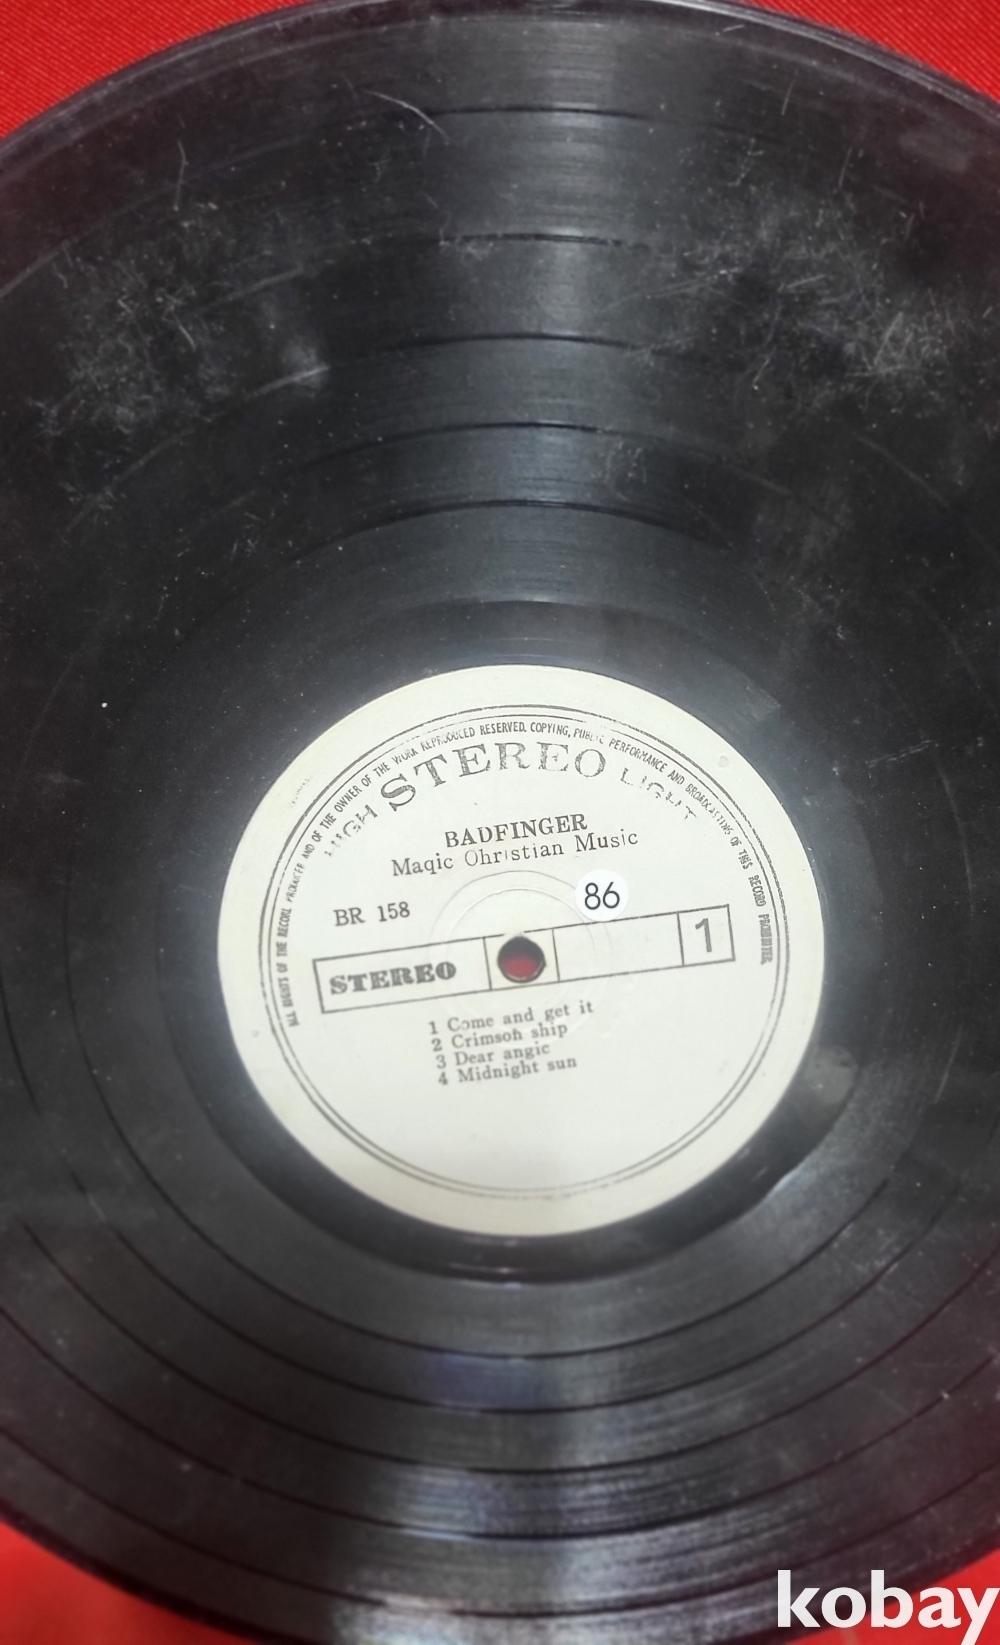 ALL RIGHTS OF THE RECORD PRODUCER AND OF THE OWNER OF THE WORK REPRODUCED RESERVED. COPYING, PUBLIC PERFORMANCE AND BROADCASTING OF THIS RECORD PROHIBITER
STEREO LIGHT
BADFINGER
Maqic Ohristian Music
BR 158
86
STEREO
1
1 Come and get it
2 Crimsoh ship
3 Dear angic
4 Midnight sun
kobay